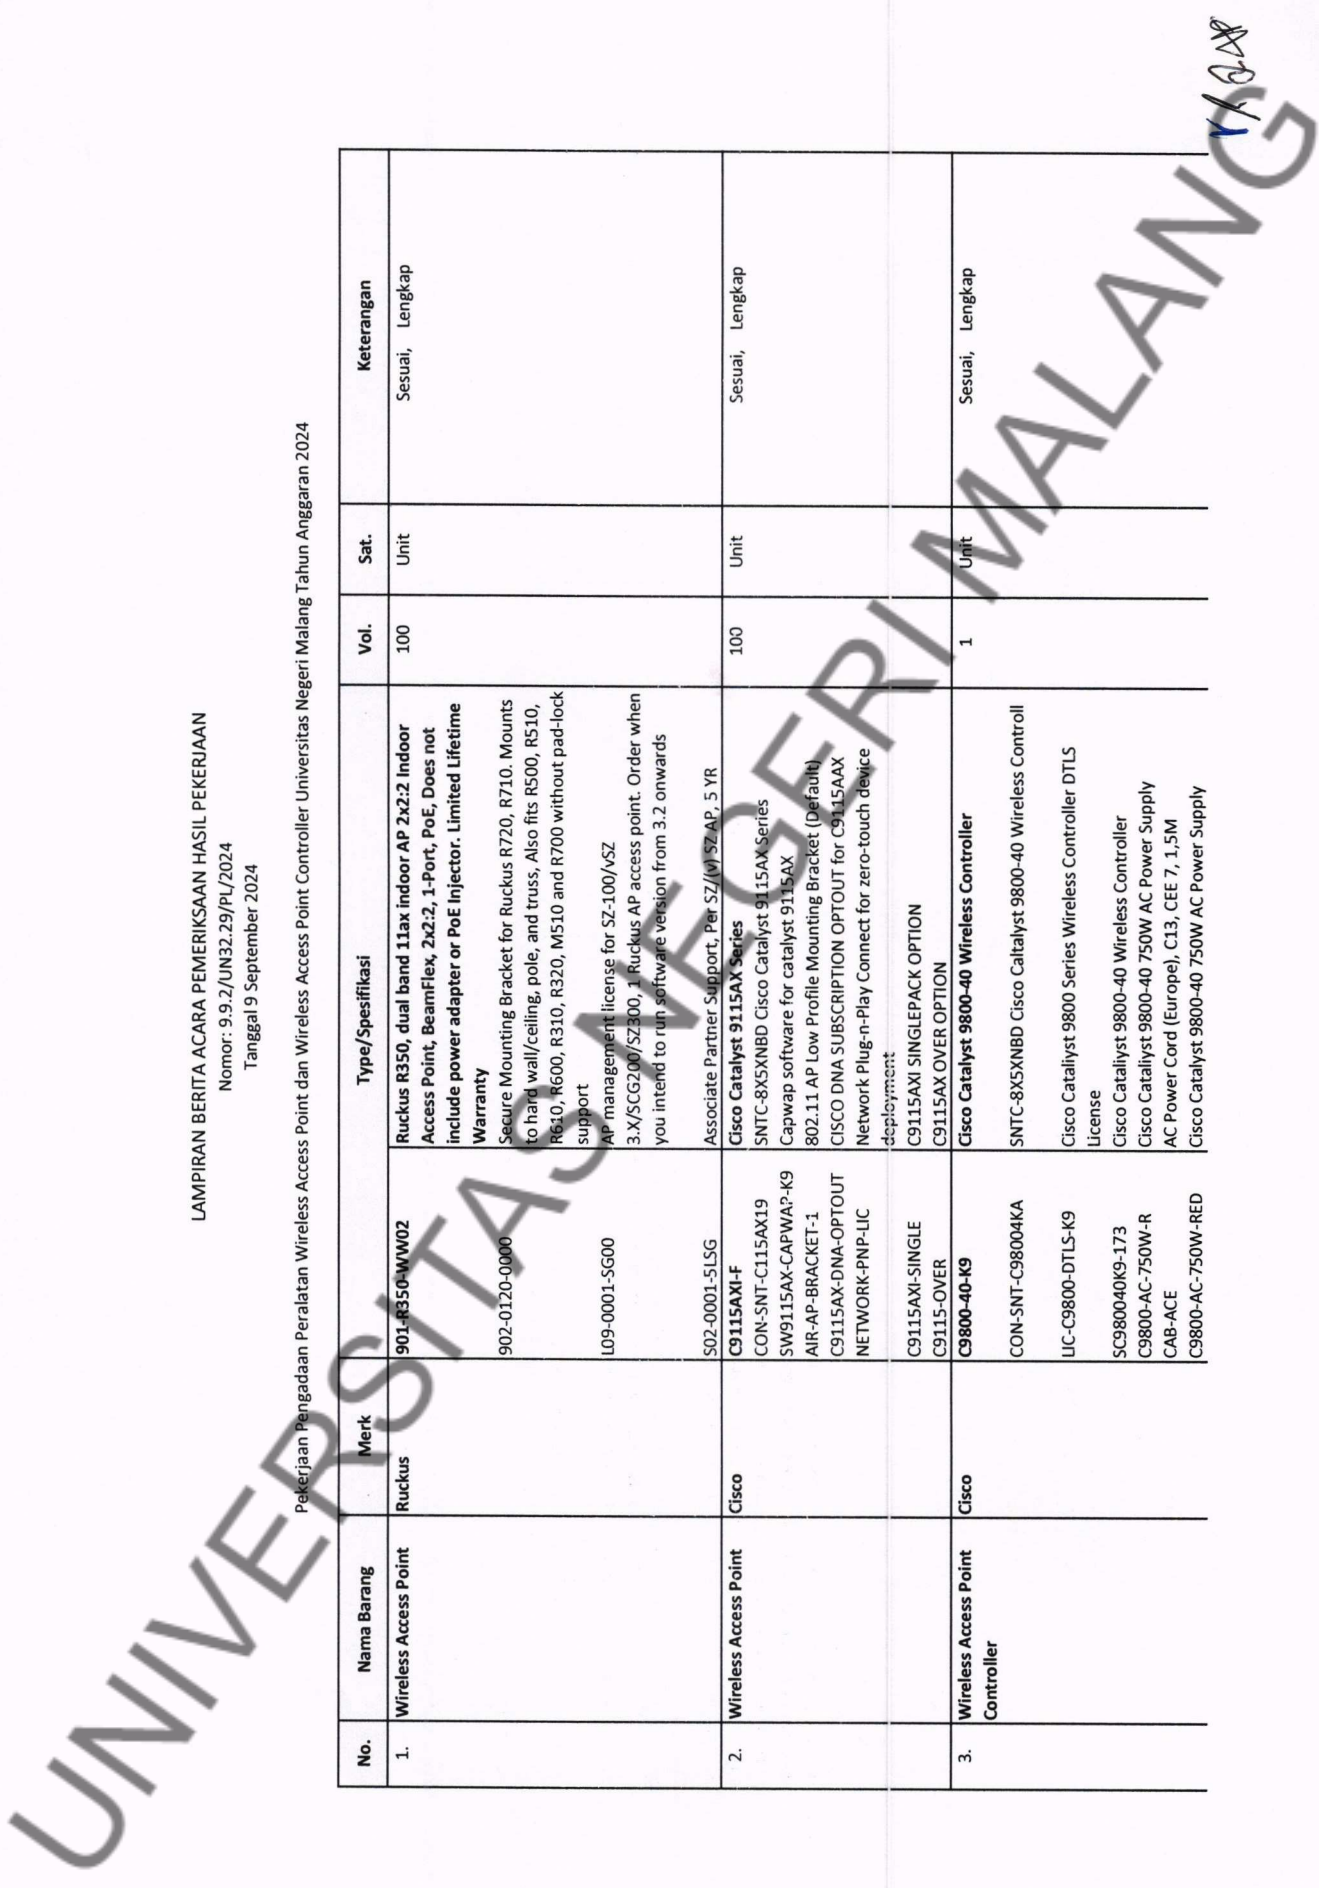 LAMPIRAN BERITA ACARA PEMERIKSAAN HASIL PEKERJAAN
Nomor : 9.9.2/UN32.29/PL/2024
Tanggal 9 September 2024
Pekerjaan Pengadaan Peralatan Wireless Access Point dan Wireless Access Point Controller Universitas Negeri Malang Tahun Anggaran 2024
No. Nama Barang Merk Type/Spesifikasi Vol. Sat. Keterangan
1. Wireless Access Point Ruckus 901-R350-WW02 Ruckus R350, dual band 11ax indoor AP 2x2:2 Indoor 100 Unit Sesuai, Lengkap
Access Point, BeamFlex, 2x2:2, 1-Port, PoE, Does not
include power adapter or PoE Injector. Limited Lifetime
Warranty
902-0120-0000 Secure Mounting Bracket for Ruckus R720, R710. Mounts
to hard wall/ceiling, pole, and truss, Also fits R500, R510,
R610, R600, R310, R320, M510 and R700 without pad-lock
support
L09-0001-SG00 AP management license for SZ-100/vSZ
3.X/SCG200/SZ300, 1 Ruckus AP access point. Order when
you intend to run software version from 3.2 onwards
S02-0001-5LSG Associate Partner Support, Per SZ/(v) SZ AP, 5 YR
2. Wireless Access Point Cisco C9115AXI-F Cisco Catalyst 9115AX Series 100 Unit Sesuai, Lengkap
CON-SNT-C115AX19 SNTC-8X5XNBD Cisco Catalyst 9115AX Series
SW9115AX-CAPWAP-K9 Capwap software for catalyst 9115AX
AIR-AP-BRACKET-1 802.11 AP Low Profile Mounting Bracket (Default)
C9115AX-DNA-OPTOUT CISCO DNA SUBSCRIPTION OPTOUT for C9115AAX
NETWORK-PNP-LIC Network Plug-n-Play Connect for zero-touch device
deployment
C9115AXI-SINGLE C9115AXI SINGLEPACK OPTION
C9115-OVER C9115AX OVER OPTION
3. Wireless Access Point Cisco C9800-40-K9 Cisco Catalyst 9800-40 Wireless Controller 1 Unit Sesuai, Lengkap
Controller
CON-SNT-C98004KA SNTC-8X5XNBD Cisco Caltalyst 9800-40 Wireless Controll
LIC-C9800-DTLS-K9 Cisco Catallyst 9800 Series Wireless Controller DTLS
License
SC980040K9-173 Cisco Catallyst 9800-40 Wireless Controller
C9800-AC-750W-R Cisco Catallyst 9800-40 750W AC Power Supply
CAB-ACE AC Power Cord (Europe), C13, CEE 7, 1,5M
C9800-AC-750W-RED Cisco Catalyst 9800-40 750W AC Power Supply
UNIVERSITAS NEGERI MALANG